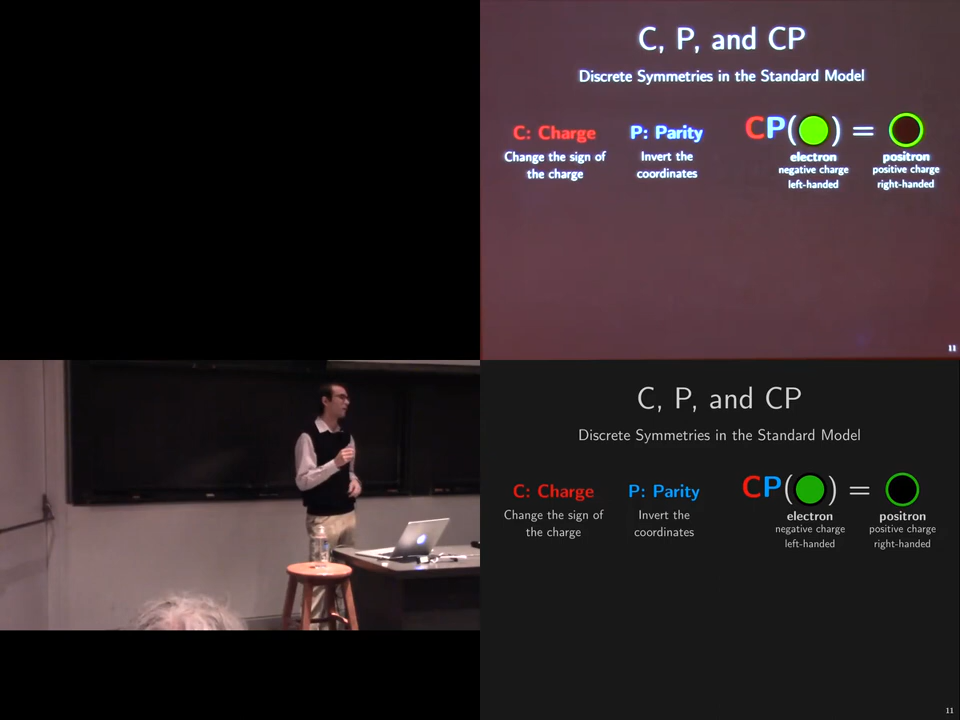 C, P, and CP
Discrete Symmetries in the Standard Model
C: Charge
Change the sign of
the charge
P: Parity
Invert the
coordinates
CP( ) =
electron
negative charge
left-handed
positron
positive charge
right-handed
11
C, P, and CP
Discrete Symmetries in the Standard Model
C: Charge
Change the sign of
the charge
P: Parity
Invert the
coordinates
CP( ) =
electron
negative charge
left-handed
positron
positive charge
right-handed
11